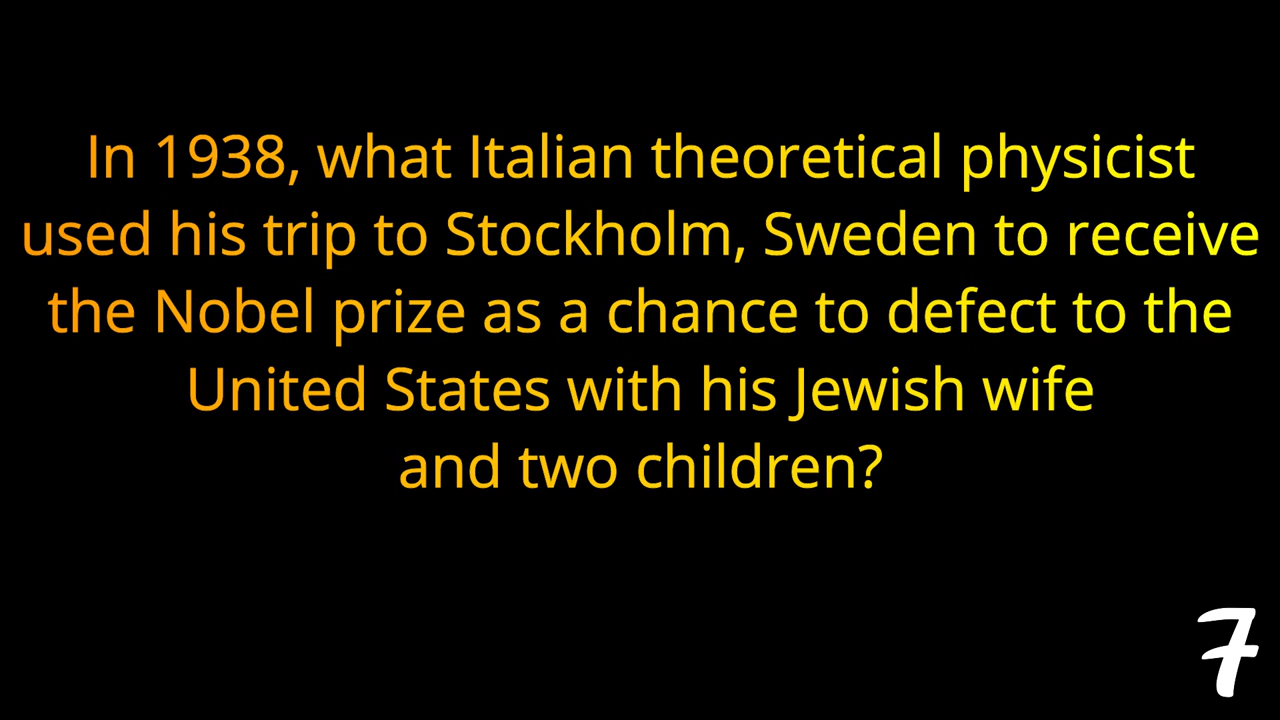 In 1938, what Italian theoretical physicist
used his trip to Stockholm, Sweden to receive
the Nobel prize as a chance to defect to the
United States with his Jewish wife
and two children?
7